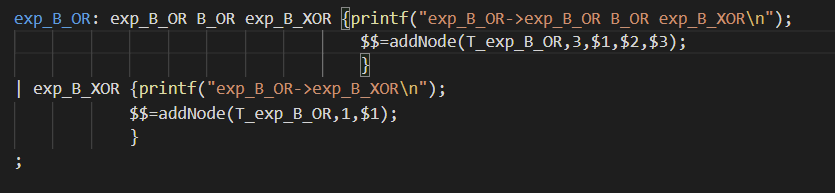 exp_B_OR: exp_B_OR B_OR exp_B_XOR {printf("exp_B_OR->exp_B_OR B_OR exp_B_XOR\n");
$$=addNode(T_exp_B_OR,3,$1,$2,$3);
}
| exp_B_XOR {printf("exp_B_OR->exp_B_XOR\n");
$$=addNode(T_exp_B_OR,1,$1);
}
;